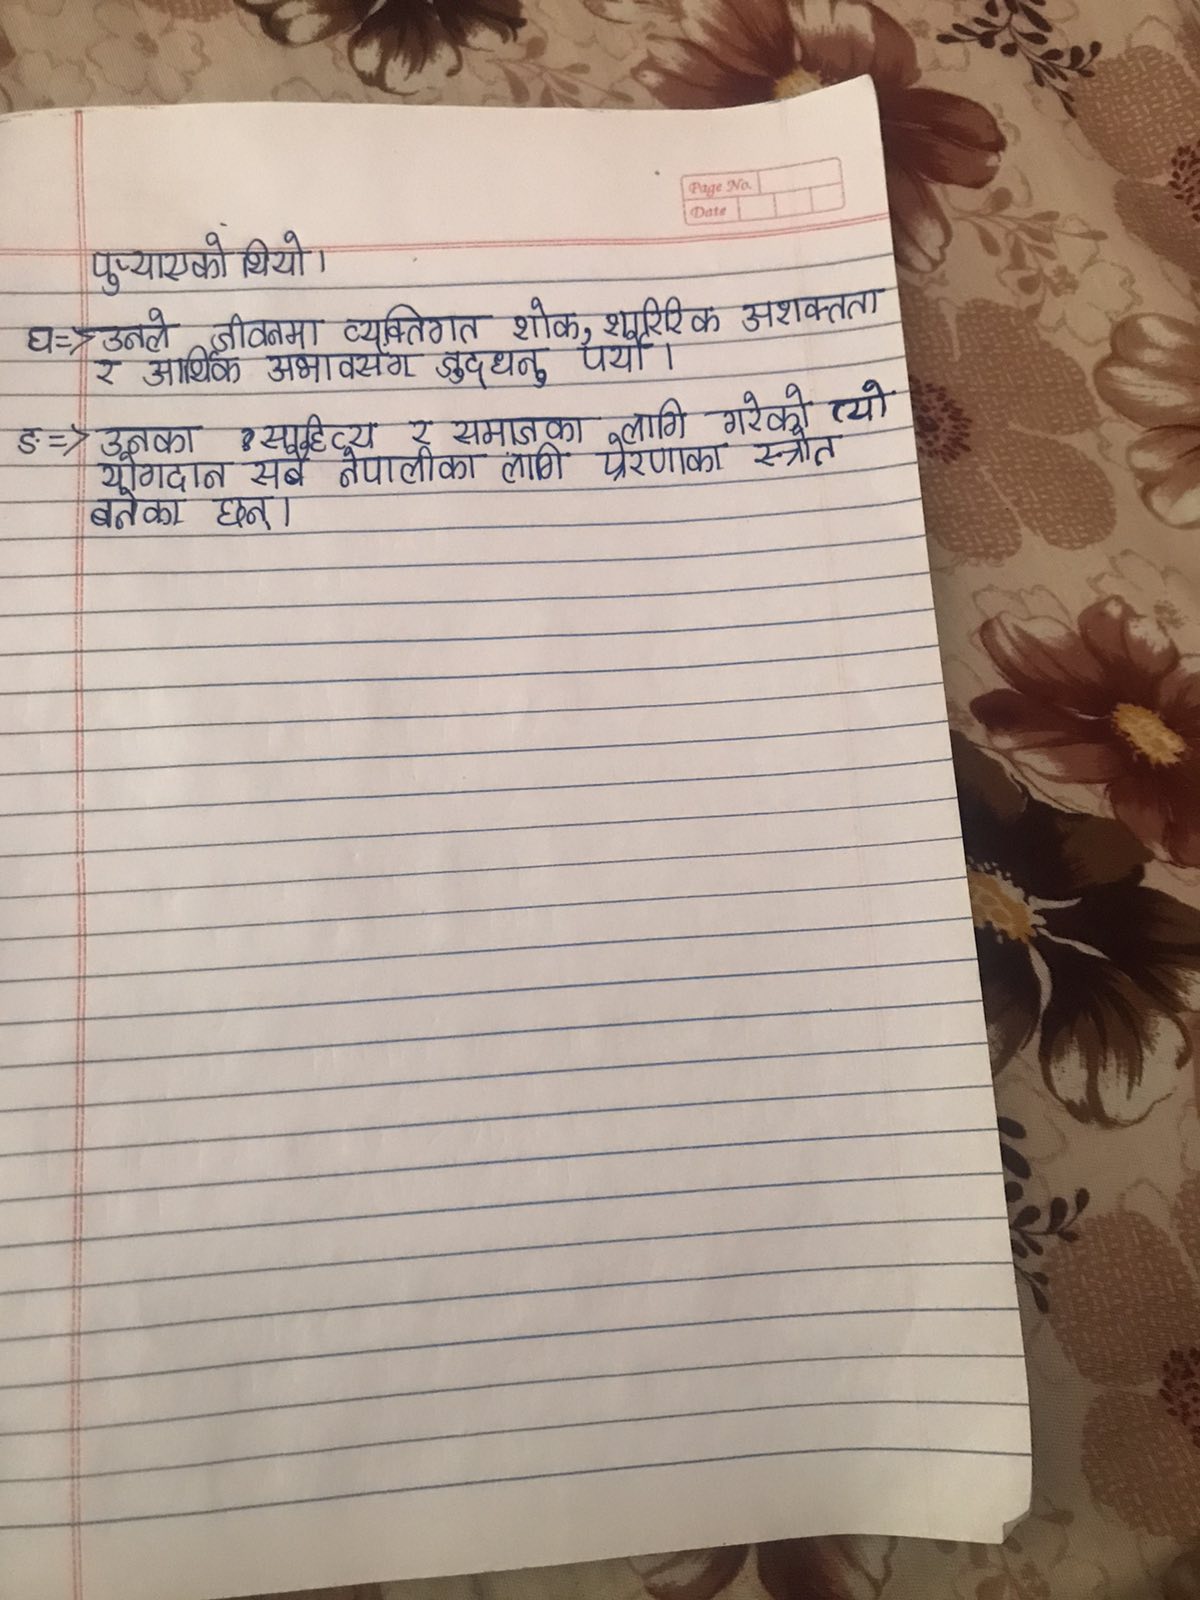 Page No.
Date
पुऱ्याएको थियो।
घ=> उनले जीवनमा व्यक्तिगत शोक, शारिरिक अशक्तता
र आर्थिक अभावसँग जुद्धनु पर्यो।
ङ=> उनका साहित्य र समाजका लागि गरेको त्यो
योगदान सबै नेपालीका लागि प्रेरणाका स्त्रोत
बनेका छन्।